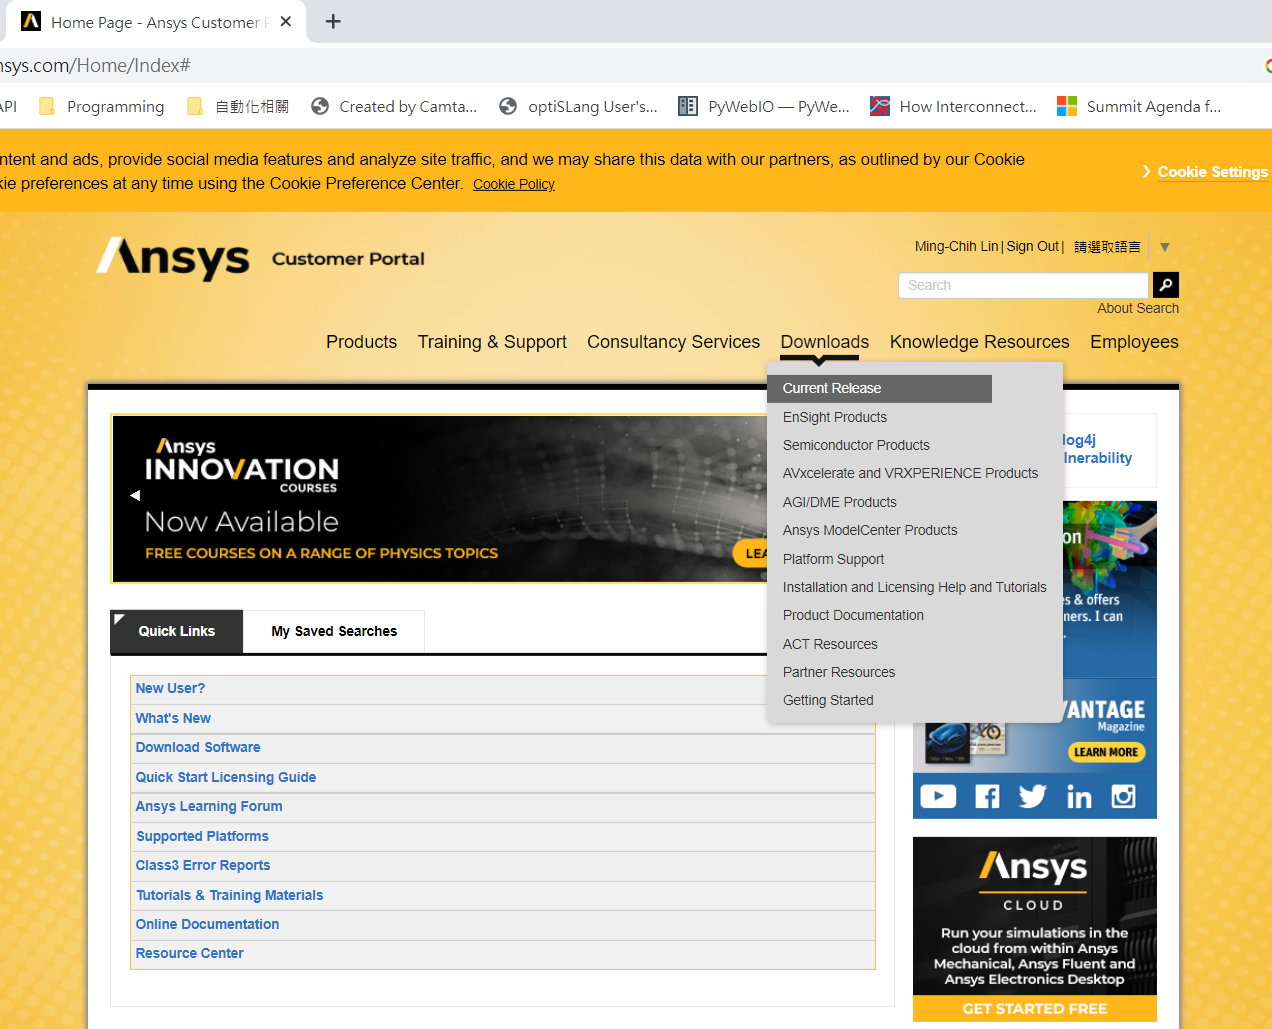 Home Page - Ansys Customer
nsys.com/Home/Index#
API
Programming
自動化相關
Created by Camta...
optiSLang User's...
PyWebIO — PyWe...
How Interconnect...
Summit Agenda f...
ntent and ads, provide social media features and analyze site traffic, and we may share this data with our partners, as outlined by our Cookie
kie preferences at any time using the Cookie Preference Center. Cookie Policy
Cookie Settings
Ansys Customer Portal
Ming-Chih Lin | Sign Out | 請選取語言 ▼
Search
About Search
Products
Training & Support
Consultancy Services
Downloads
Knowledge Resources
Employees
Current Release
EnSight Products
Semiconductor Products
AVxcelerate and VRXPERIENCE Products
AGI/DME Products
Ansys ModelCenter Products
Platform Support
Installation and Licensing Help and Tutorials
Product Documentation
ACT Resources
Partner Resources
Getting Started
Ansys
INNOVATION
COURSES
Now Available
FREE COURSES ON A RANGE OF PHYSICS TOPICS
LEA
log4j
lnerability
on
s & offers
mers. I can
VANTAGE
Magazine
LEARN MORE
Quick Links
My Saved Searches
New User?
What's New
Download Software
Quick Start Licensing Guide
Ansys Learning Forum
Supported Platforms
Class3 Error Reports
Tutorials & Training Materials
Online Documentation
Resource Center
Ansys
CLOUD
Run your simulations in the
cloud from within Ansys
Mechanical, Ansys Fluent and
Ansys Electronics Desktop
GET STARTED FREE